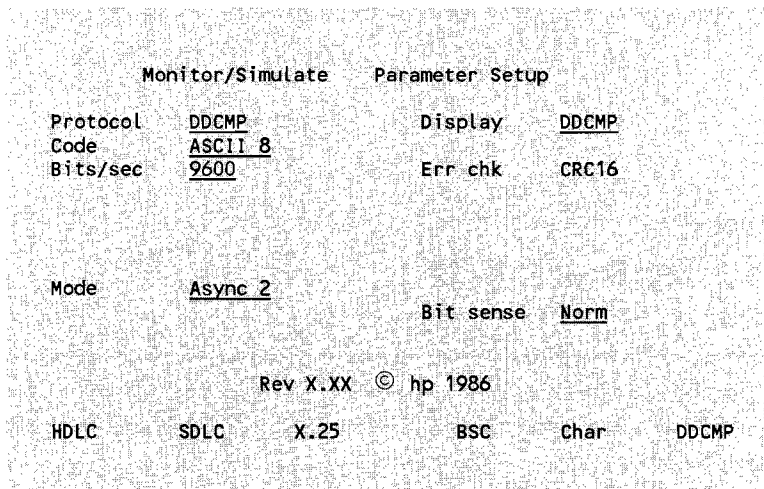 Monitor/Simulate Parameter Setup
Protocol DDCMP Display DDCMP
Code ASCII 8
Bits/sec 9600 Err chk CRC16
Mode Async 2
Bit sense Norm
Rev X.XX © hp 1986
HDLC SDLC X.25 BSC Char DDCMP